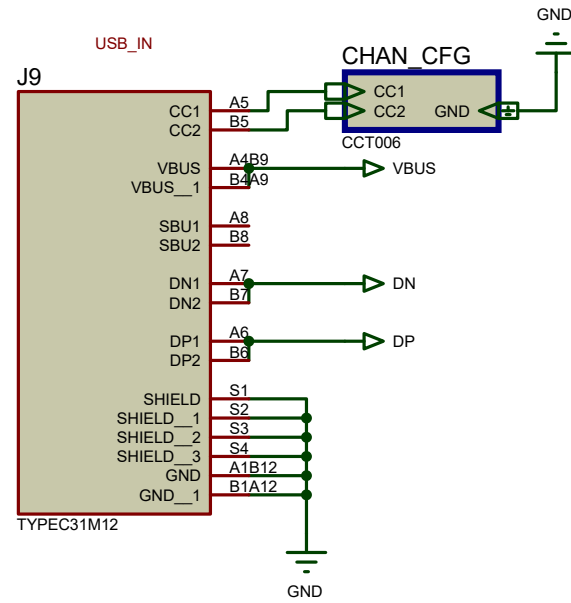 GND
USB_IN
CHAN_CFG
J9
CC1 A5
CC1
CC2 B5
CC2 GND
CCT006
VBUS A4B9
VBUS
VBUS__1 B4A9
SBU1 A8
SBU2 B8
DN1 A7
DN
DN2 B7
DP1 A6
DP
DP2 B6
SHIELD S1
SHIELD__1 S2
SHIELD__2 S3
SHIELD__3 S4
GND A1B12
GND__1 B1A12
TYPEC31M12
GND